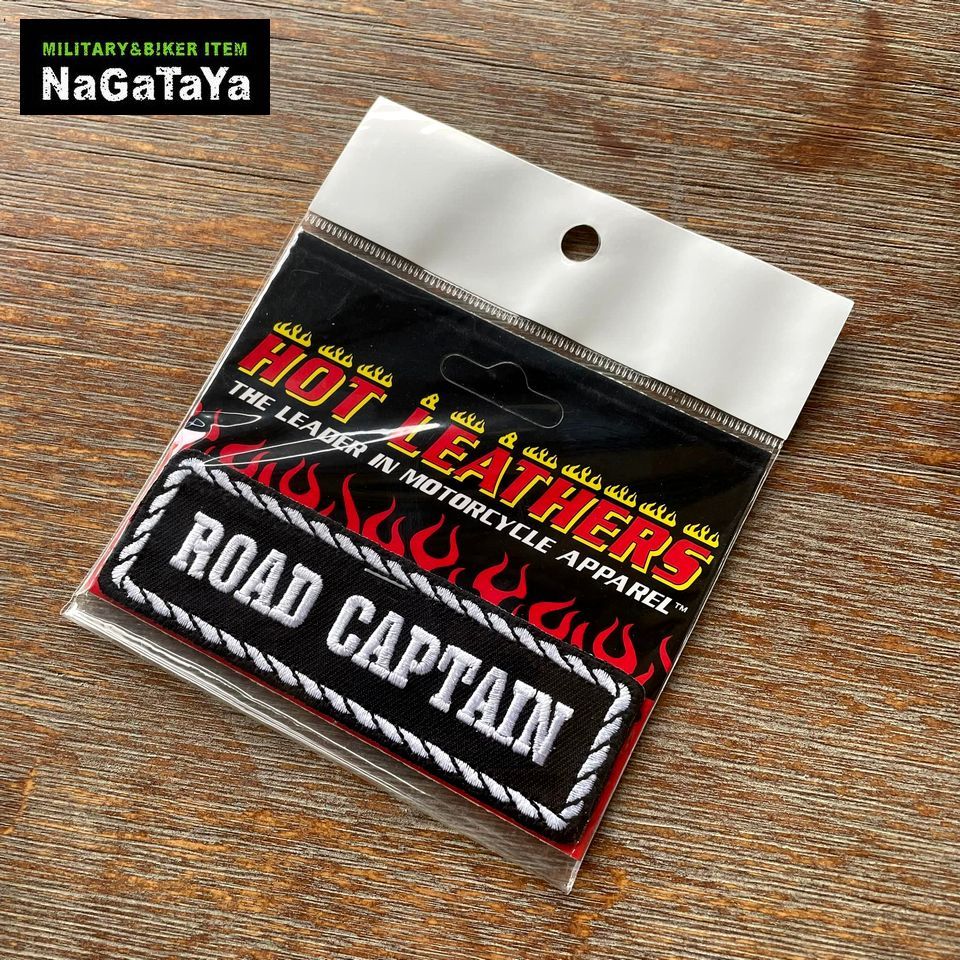 MILITARY&BIKER ITEM
NaGaTaYa
HOT LEATHERS
THE LEADER IN MOTORCYCLE APPAREL™
ROAD CAPTAIN